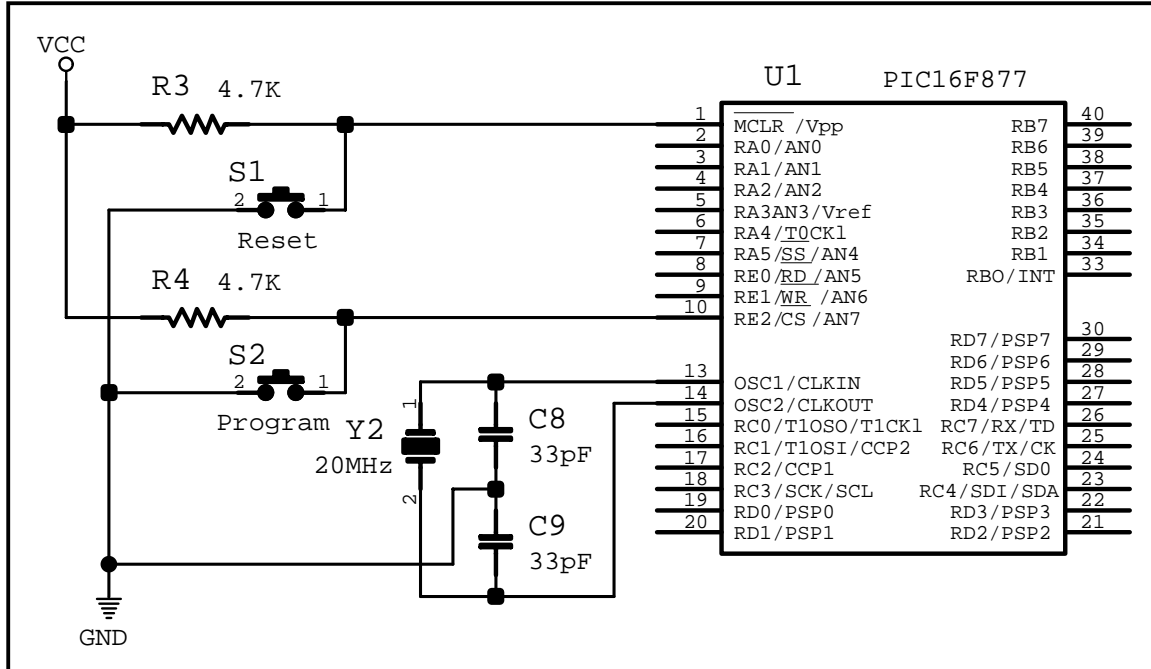 VCC
R3 4.7K
S1
2 1
Reset
R4 4.7K
S2
2 1
Program
Y2
20MHz
1
2
C8
33pF
C9
33pF
GND
U1 PIC16F877
1 MCLR /Vpp
2 RA0/AN0
3 RA1/AN1
4 RA2/AN2
5 RA3AN3/Vref
6 RA4/T0CKl
7 RA5/SS/AN4
8 RE0/RD/AN5
9 RE1/WR /AN6
10 RE2/CS/AN7
13 OSC1/CLKIN
14 OSC2/CLKOUT
15 RC0/T1OSO/T1CKl
16 RC1/T1OSI/CCP2
17 RC2/CCP1
18 RC3/SCK/SCL
19 RD0/PSP0
20 RD1/PSP1
RB7 40
RB6 39
RB5 38
RB4 37
RB3 36
RB2 35
RB1 34
RBO/INT 33
RD7/PSP7 30
RD6/PSP6 29
RD5/PSP5 28
RD4/PSP4 27
RC7/RX/TD 26
RC6/TX/CK 25
RC5/SD0 24
RC4/SDI/SDA 23
RD3/PSP3 22
RD2/PSP2 21